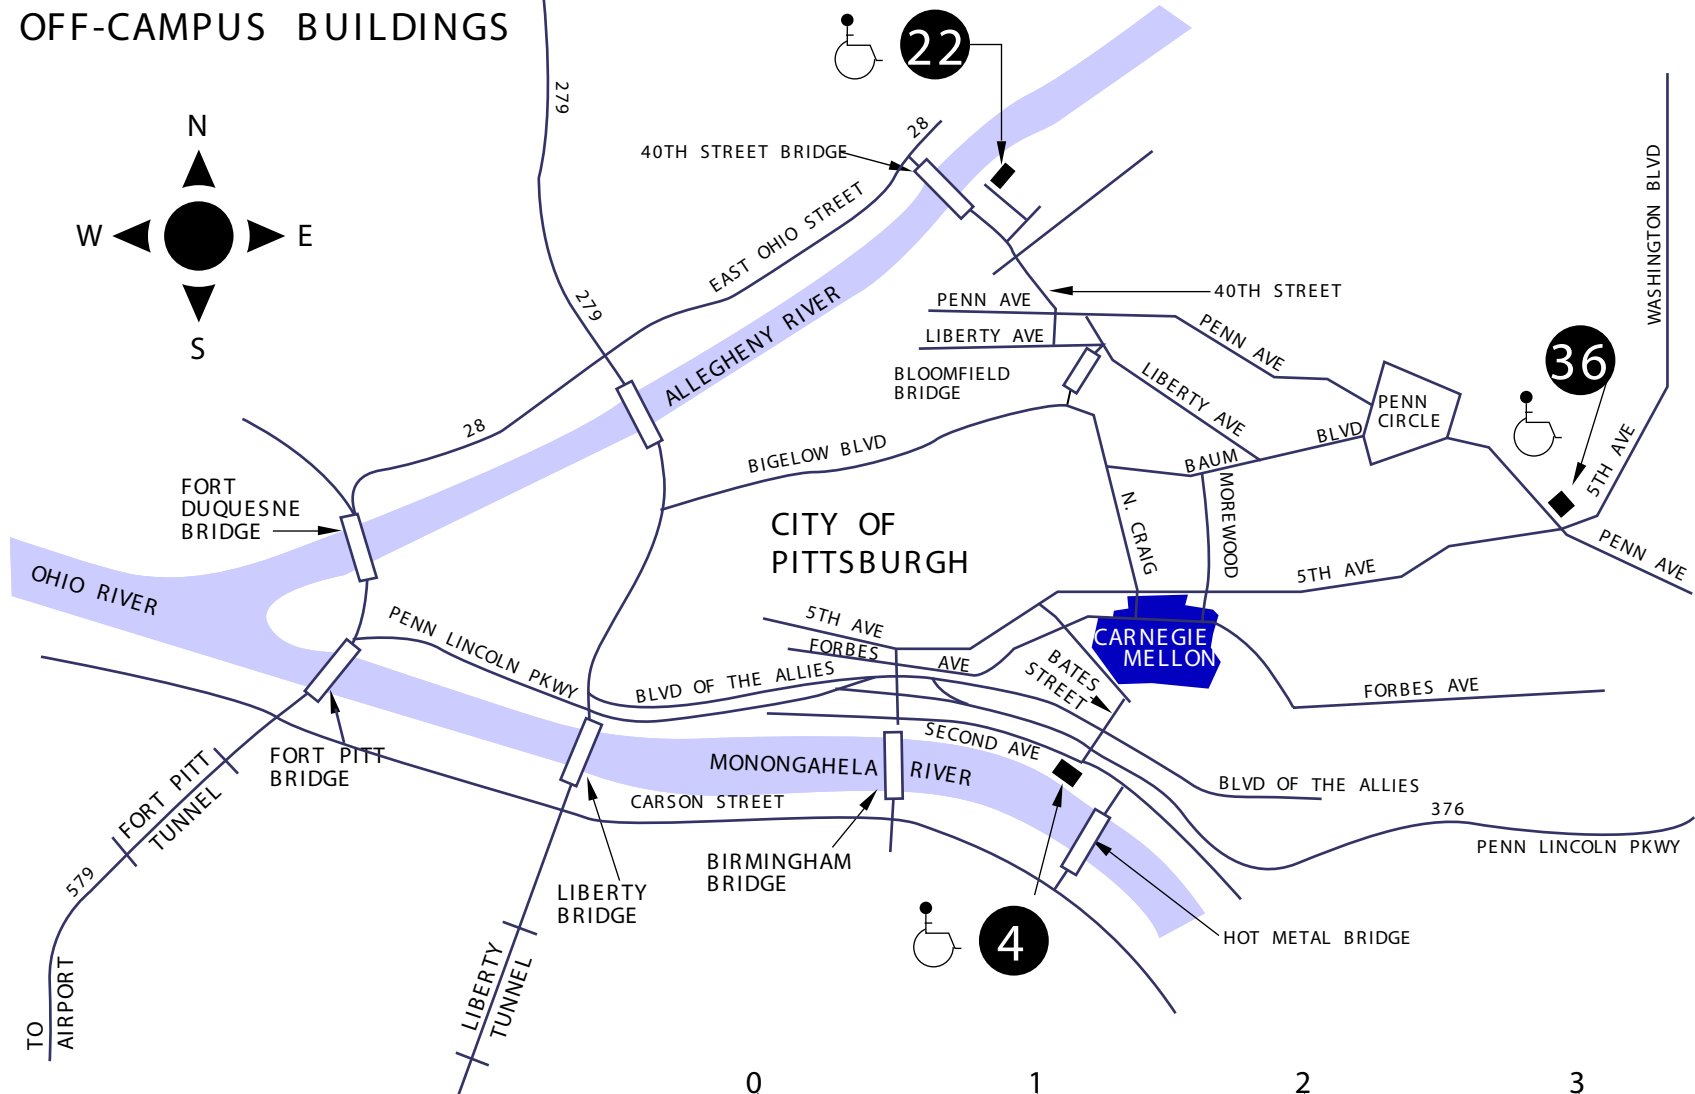 OFF-CAMPUS BUILDINGS
N
W
E
S
279
279
22
28
40TH STREET BRIDGE
EAST OHIO STREET
ALLEGHENY RIVER
40TH STREET
WASHINGTON BLVD
PENN AVE
PENN AVE
LIBERTY AVE
LIBERTY AVE
BLOOMFIELD
BRIDGE
36
PENN
CIRCLE
BLVD
BAUM
5TH AVE
28
BIGELOW BLVD
FORT
DUQUESNE
BRIDGE
CITY OF
PITTSBURGH
N. CRAIG
MOREWOOD
PENN AVE
5TH AVE
OHIO RIVER
PENN LINCOLN PKWY
5TH AVE
FORBES
AVE
CARNEGIE
MELLON
BATES
STREET
BLVD OF THE ALLIES
FORBES AVE
FORT PITT
TUNNEL
FORT PITT
BRIDGE
SECOND AVE
MONONGAHELA
RIVER
CARSON STREET
BLVD OF THE ALLIES
376
PENN LINCOLN PKWY
579
BIRMINGHAM
BRIDGE
LIBERTY
BRIDGE
4
HOT METAL BRIDGE
LIBERTY
TUNNEL
TO
AIRPORT
0
1
2
3